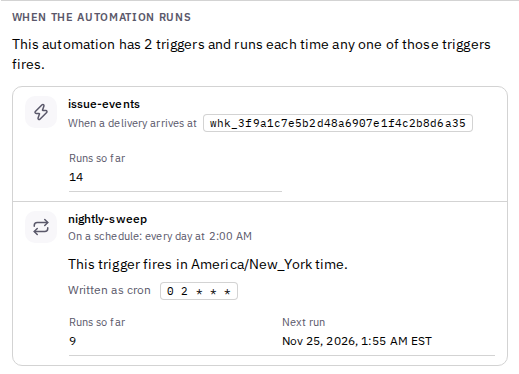 WHEN THE AUTOMATION RUNS
This automation has 2 triggers and runs each time any one of those triggers
fires.
issue-events
When a delivery arrives at whk_3f9a1c7e5b2d48a6907e1f4c2b8d6a35
Runs so far
14
nightly-sweep
On a schedule: every day at 2:00 AM
This trigger fires in America/New_York time.
Written as cron 0 2 * * *
Runs so far Next run
9 Nov 25, 2026, 1:55 AM EST